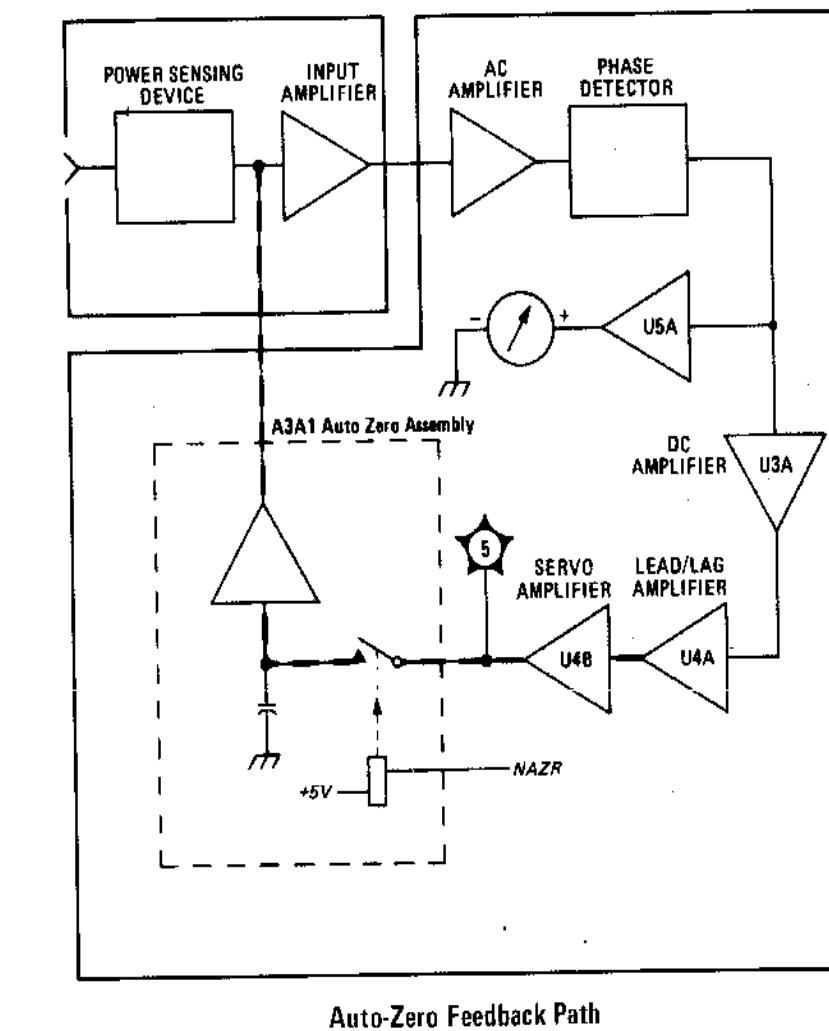 POWER SENSING
DEVICE
INPUT
AMPLIFIER
AC
AMPLIFIER
PHASE
DETECTOR
-
+
U5A
A3A1 Auto Zero Assembly
DC
AMPLIFIER
U3A
5
SERVO
AMPLIFIER
LEAD/LAG
AMPLIFIER
U4B
U4A
+5V
NAZR
Auto-Zero Feedback Path